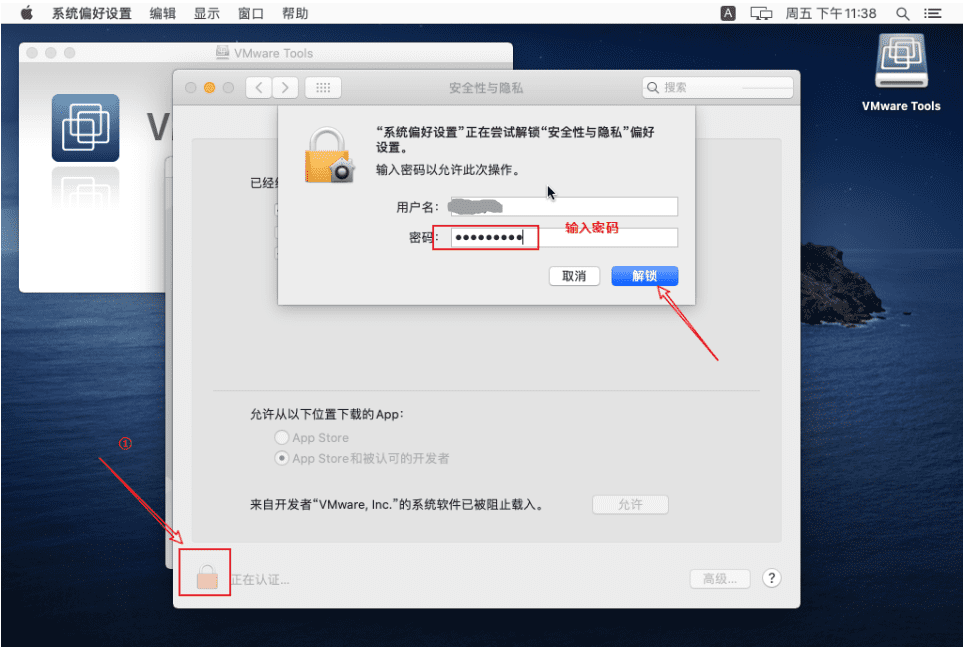 系统偏好设置 编辑 显示 窗口 帮助 A 周五 下午11:38
VMware Tools
安全性与隐私 搜索
VMware Tools
“系统偏好设置”正在尝试解锁“安全性与隐私”偏好
设置。
输入密码以允许此次操作。
用户名:
密码: ●●●●●●●●● 输入密码
取消 解锁
允许从以下位置下载的App:
App Store
App Store和被认可的开发者
来自开发者“VMware, Inc.”的系统软件已被阻止载入。 允许
①
正在认证... 高级... ?